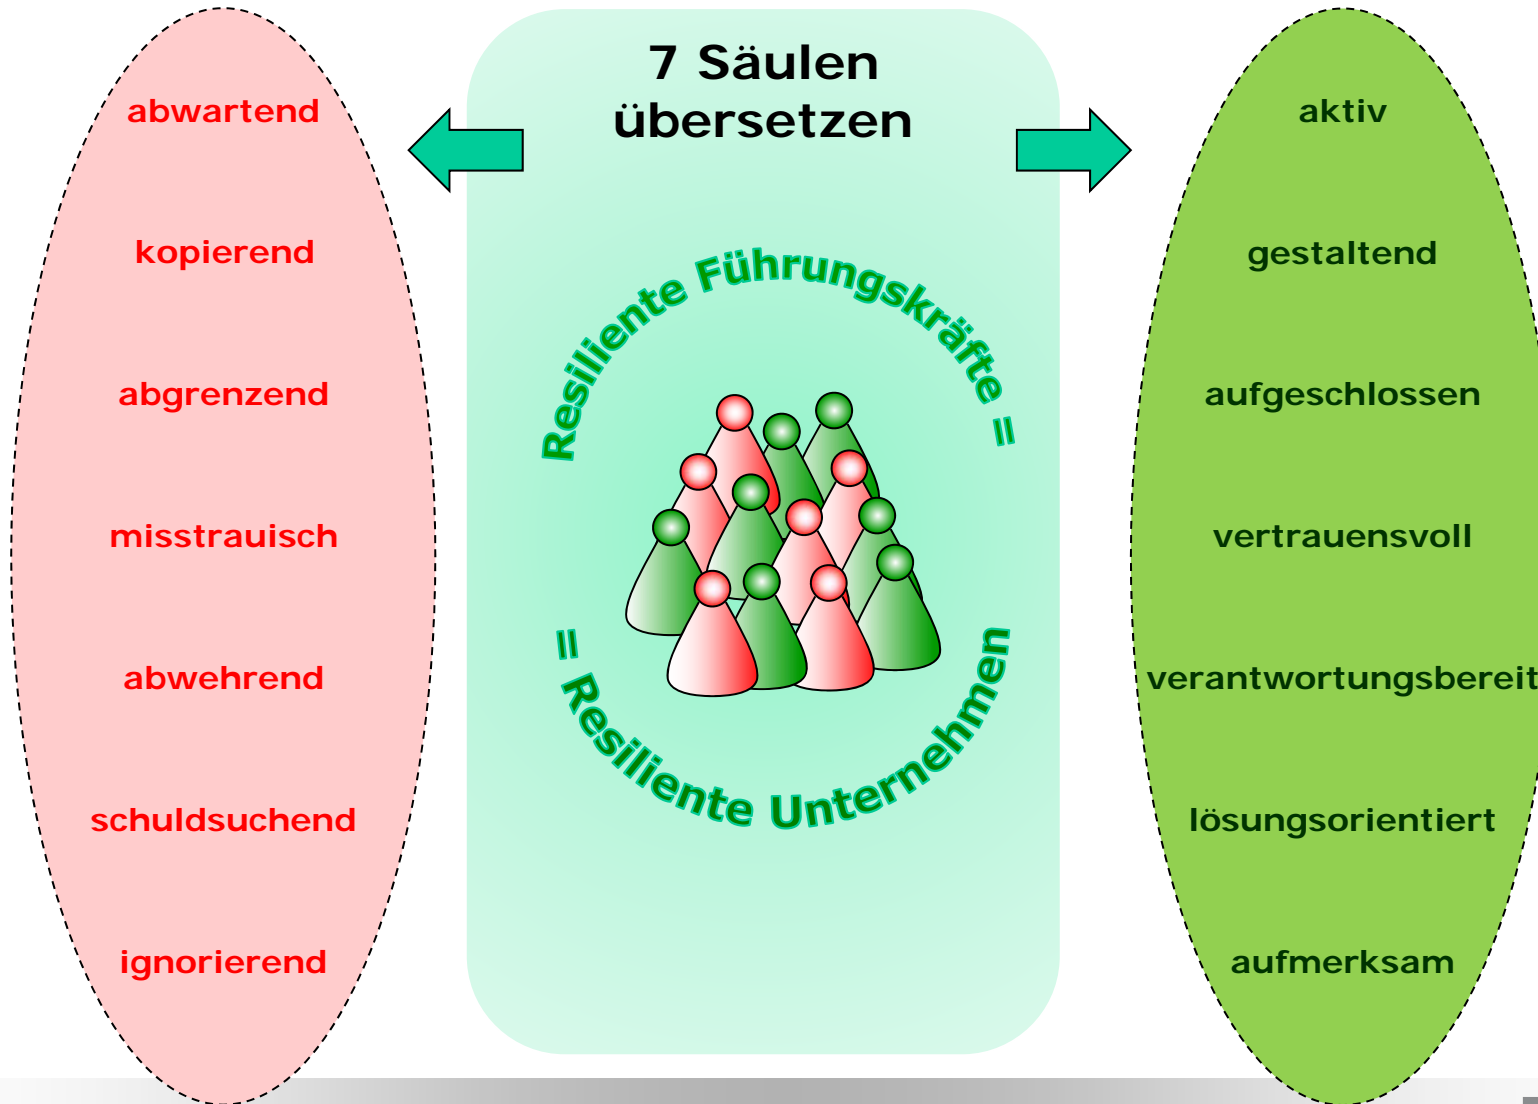 7 Säulen
übersetzen
abwartend
kopierend
abgrenzend
misstrauisch
abwehrend
schuldsuchend
ignorierend
Resiliente Führungskräfte =
= Resiliente Unternehmen
aktiv
gestaltend
aufgeschlossen
vertrauensvoll
verantwortungsbereit
lösungsorientiert
aufmerksam